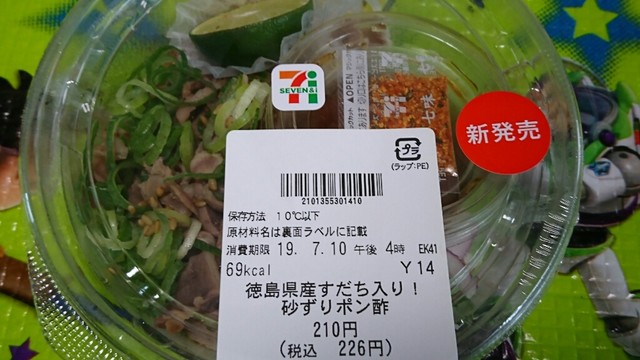 SEVEN&i
▲OPEN
七味
新発売
プラ
(ラップ:PE)
2101355301410
保存方法 10℃以下
原材料名は裏面ラベルに記載
消費期限 19. 7.10 午後 4時 EK41
69kcal Y14
徳島県産すだち入り!
砂ずりポン酢
210円
(税込 226円)